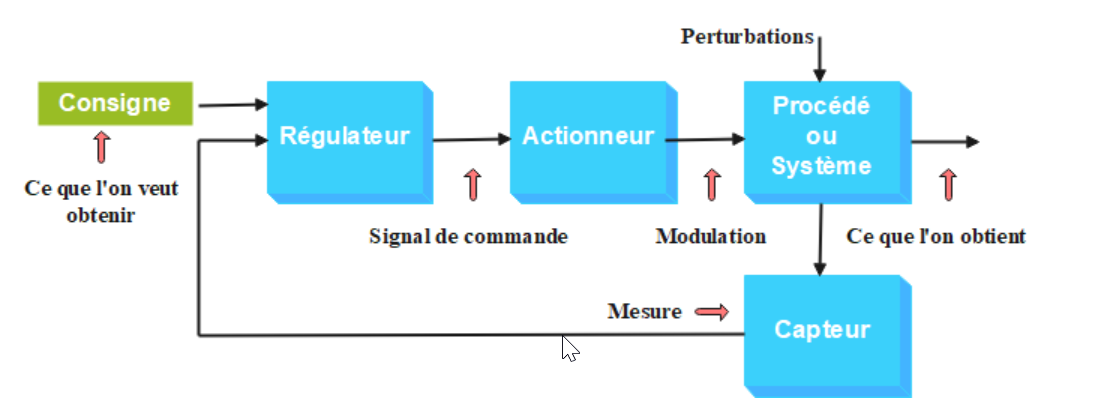 Perturbations
Consigne
Régulateur
Actionneur
Procédé
ou
Système
Ce que l'on veut
obtenir
Signal de commande
Modulation
Ce que l'on obtient
Mesure
Capteur